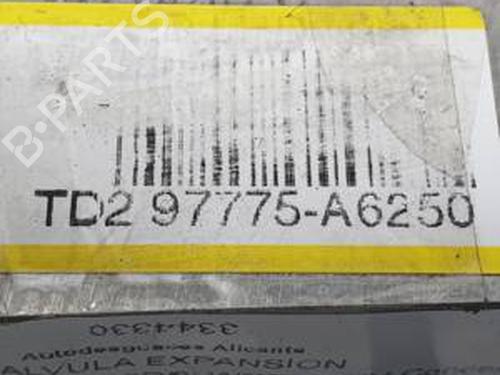 B-PARTS
TD2 97775-A6250
3344330
Autodesguaces Alicante
VALVULA EXPANSION